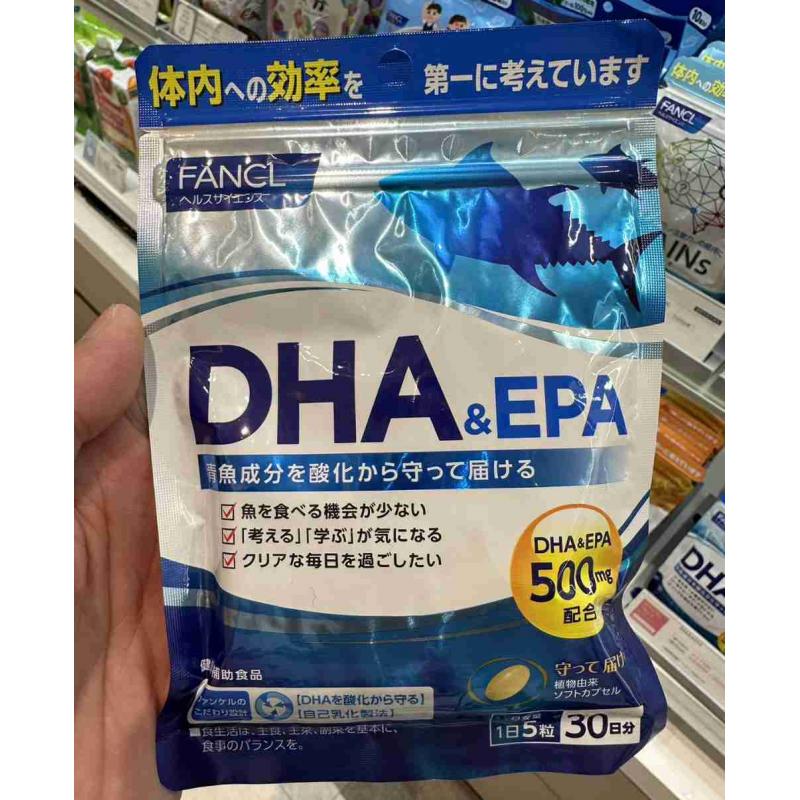 体内への効率を 第一に考えています
FANCL
ヘルスサイエンス
DHA&EPA
青魚成分を酸化から守って届ける
魚を食べる機会が少ない
「考える」「学ぶ」が気になる
クリアな毎日を過ごしたい
DHA&EPA
500mg
配合
補助食品
ファンケルの
こだわり設計
【DHAを酸化から守る】
【自己乳化製法】
守って届け
植物由来
ソフトカプセル
1日5粒 30日分
■食生活は、主食、主菜、副菜を基本に、
食事のバランスを。
FANCL
INs
DHA